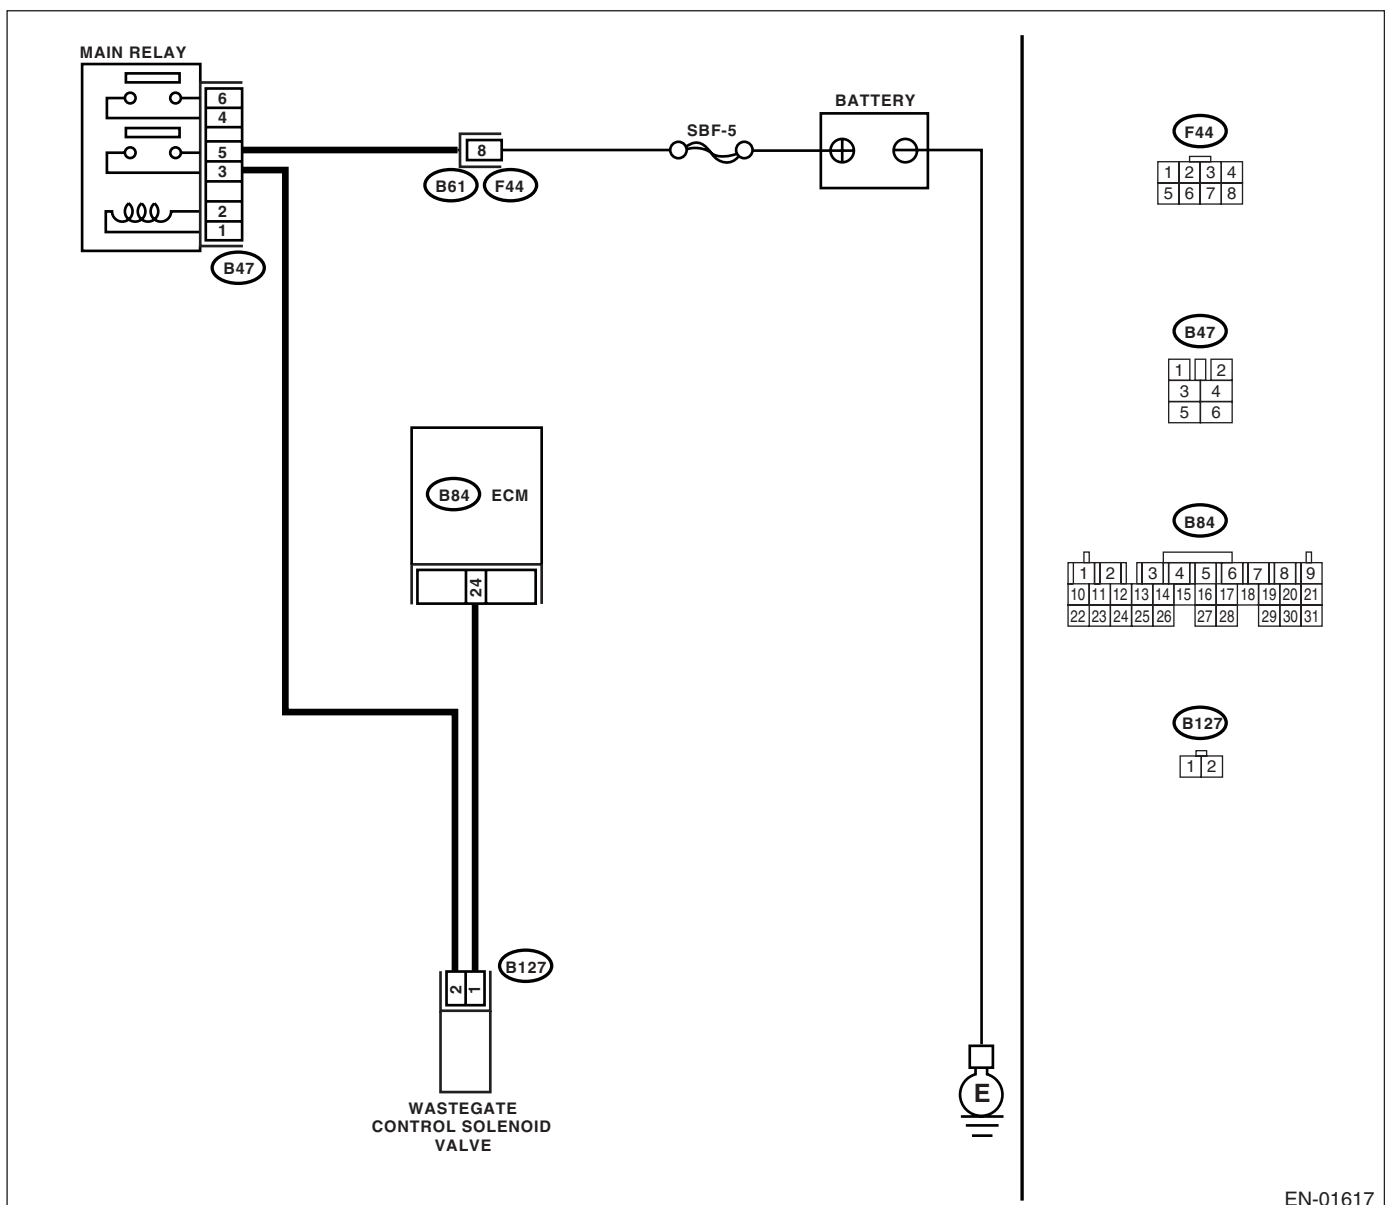 MAIN RELAY
6
4
5
3
2
1
B47
8
B61 F44
SBF-5
BATTERY
B84 ECM
24
B127
2 1
WASTEGATE
CONTROL SOLENOID
VALVE
E
F44
1 2 3 4
5 6 7 8
B47
1 2
3 4
5 6
B84
1 2 3 4 5 6 7 8 9
10 11 12 13 14 15 16 17 18 19 20 21
22 23 24 25 26 27 28 29 30 31
B127
1 2
EN-01617